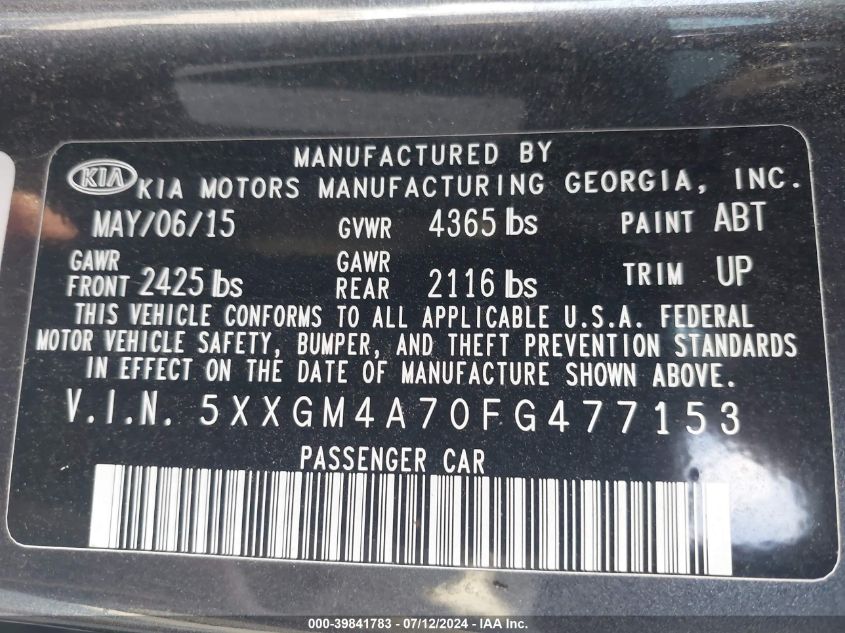 MANUFACTURED BY
KIA KIA MOTORS MANUFACTURING GEORGIA, INC.
MAY/06/15 GVWR 4365 lbs PAINT ABT
GAWR FRONT 2425 lbs GAWR REAR 2116 lbs TRIM UP
THIS VEHICLE CONFORMS TO ALL APPLICABLE U.S.A. FEDERAL
MOTOR VEHICLE SAFETY, BUMPER, AND THEFT PREVENTION STANDARDS
IN EFFECT ON THE DATE OF MANUFACTURE SHOWN ABOVE.
V.I.N. 5XXGM4A70FG477153
PASSENGER CAR
000-39841783 - 07/12/2024 - IAA Inc.